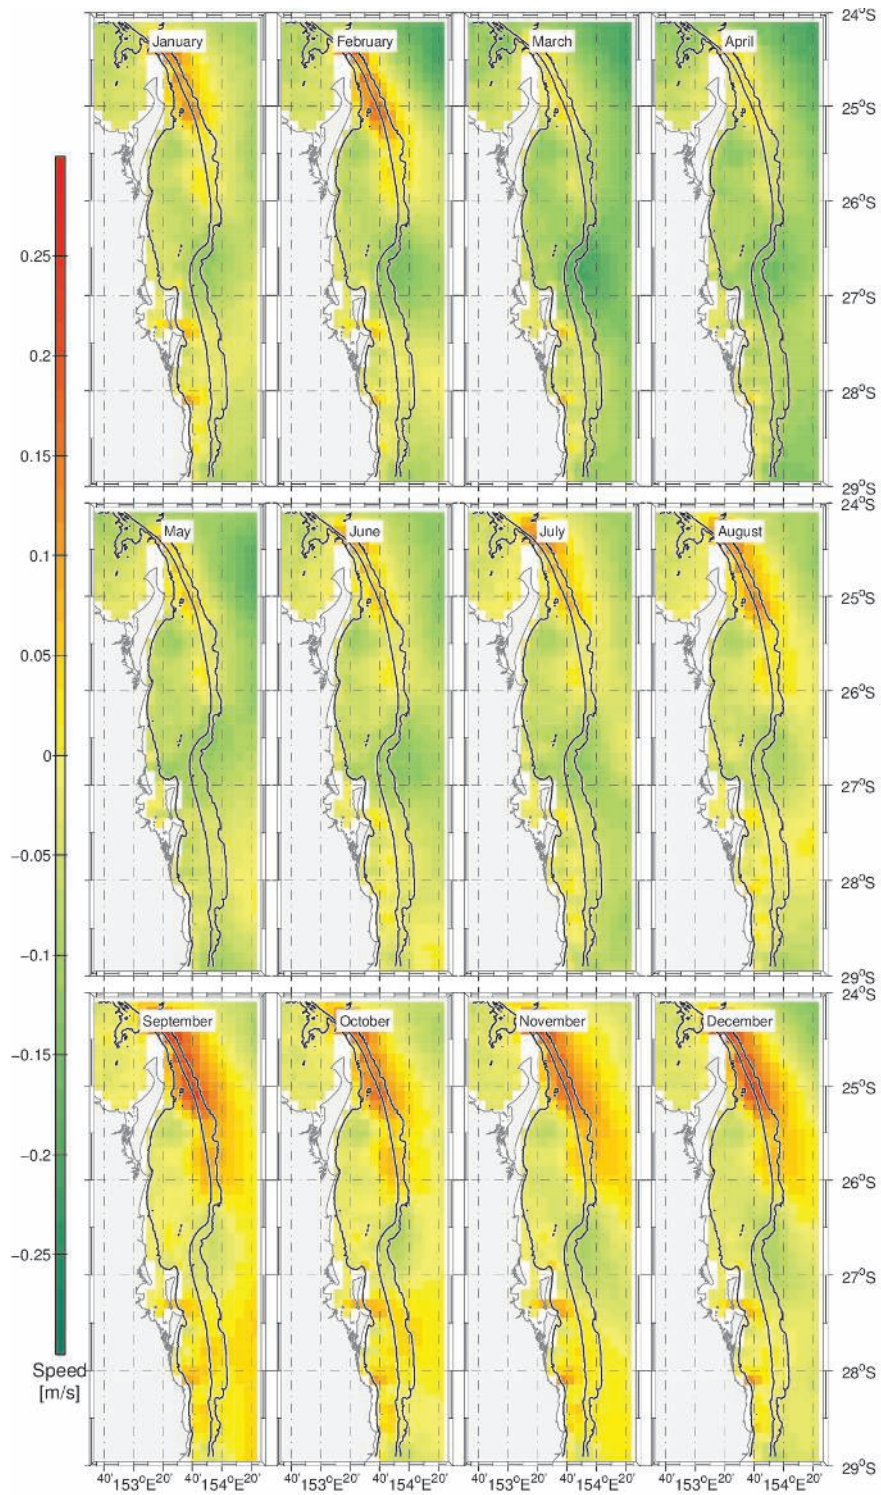 January
February
March
April
24°S
25°S
26°S
27°S
28°S
29°S
0.25
0.2
0.15
0.1
0.05
0
−0.05
−0.1
−0.15
−0.2
−0.25
Speed
[m/s]
May
June
July
August
24°S
25°S
26°S
27°S
28°S
29°S
September
October
November
December
24°S
25°S
26°S
27°S
28°S
29°S
40' 153°E 20' 40' 154°E 20'
40' 153°E 20' 40' 154°E 20'
40' 153°E 20' 40' 154°E 20'
40' 153°E 20' 40' 154°E 20'